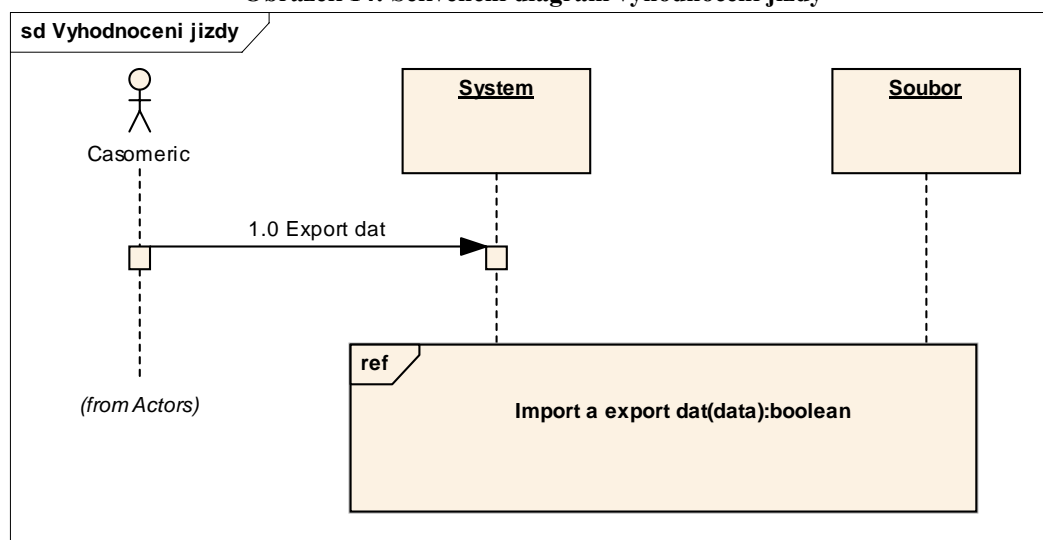 sd Vyhodnoceni jizdy
System
Soubor
Casomeric
1.0 Export dat
ref
(from Actors)
Import a export dat(data):boolean